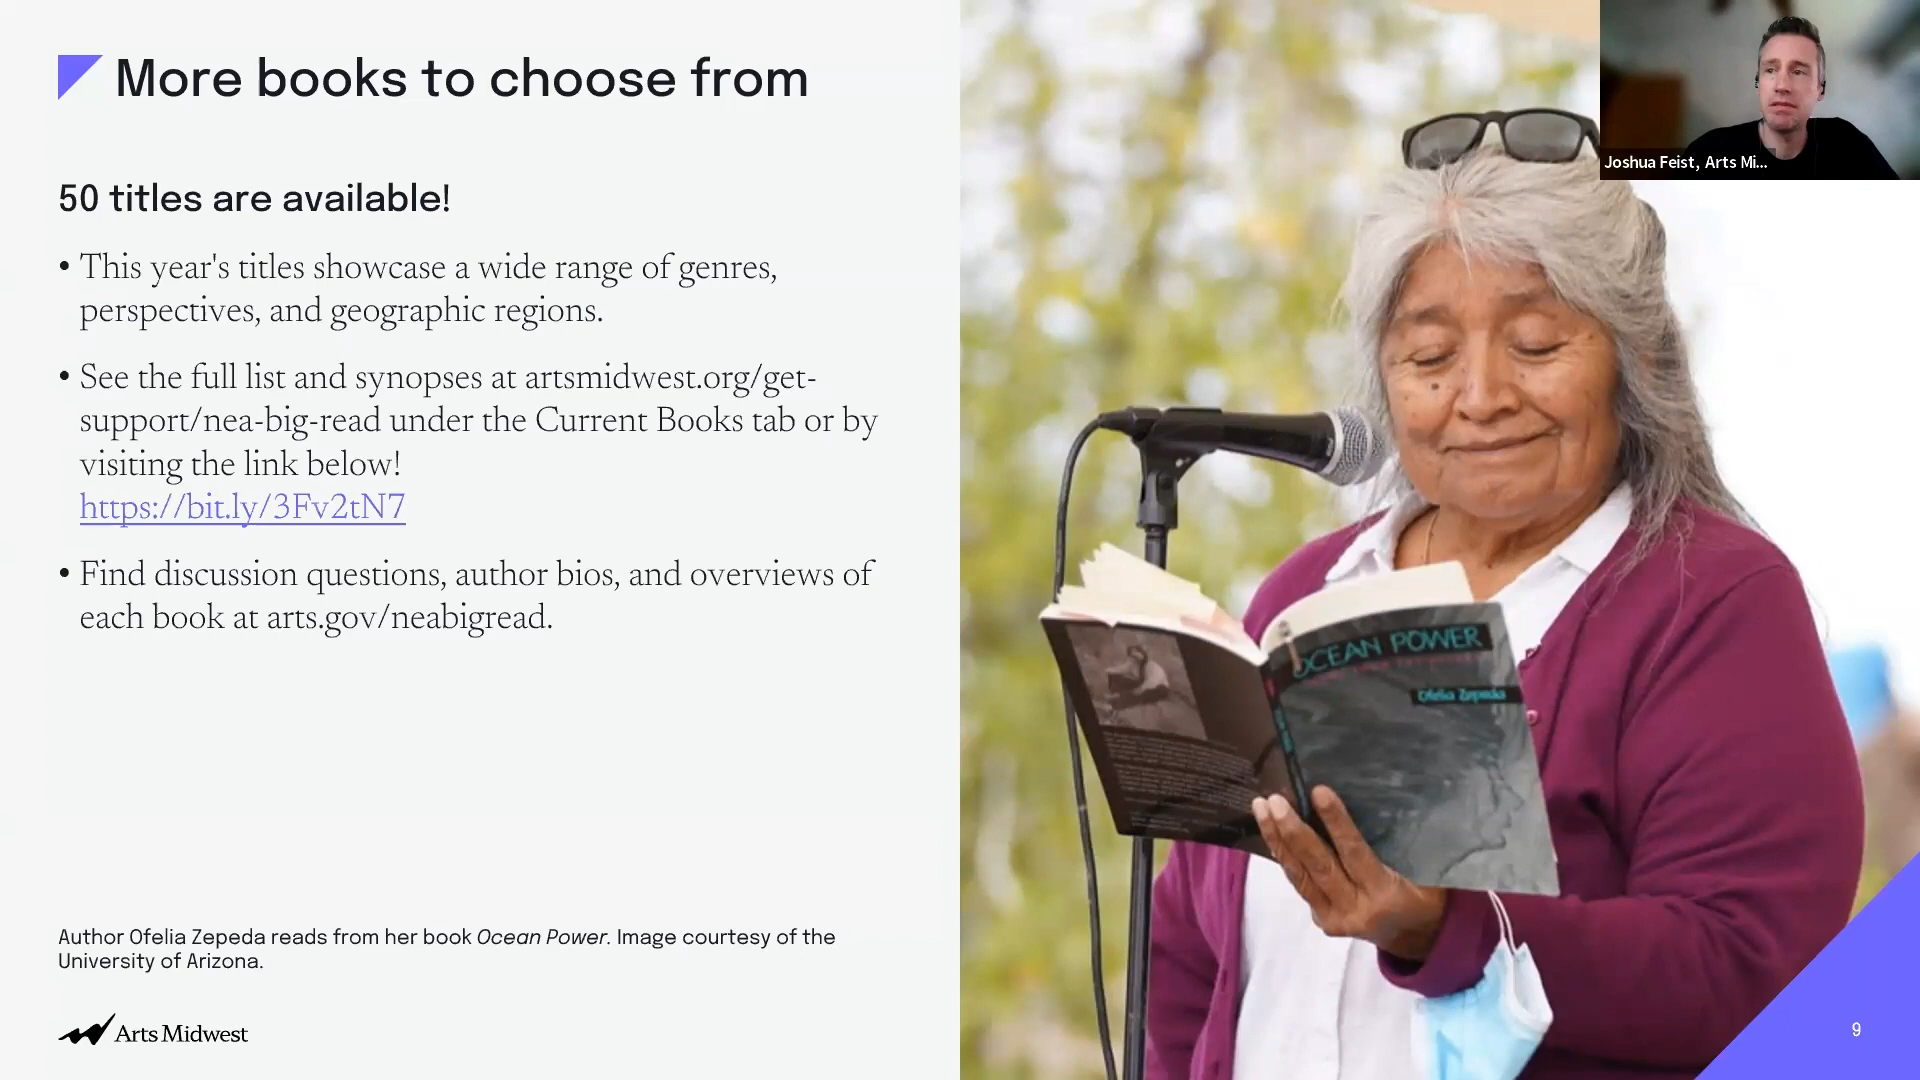 More books to choose from
50 titles are available!
• This year's titles showcase a wide range of genres,
perspectives, and geographic regions.
• See the full list and synopses at artsmidwest.org/get-
support/nea-big-read under the Current Books tab or by
visiting the link below!
https://bit.ly/3Fv2tN7
• Find discussion questions, author bios, and overviews of
each book at arts.gov/neabigread.
Author Ofelia Zepeda reads from her book Ocean Power. Image courtesy of the
University of Arizona.
Arts Midwest
Joshua Feist, Arts Mi...
OCEAN POWER
Ofelia Zepeda
9